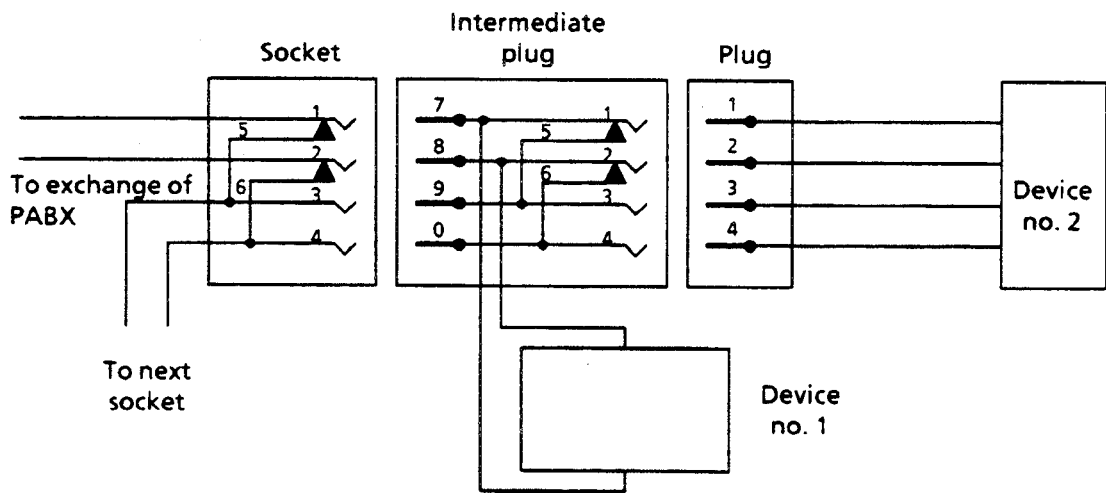 Socket
Intermediate
plug
Plug
1
5
2
6
3
4
7
8
9
0
1
5
2
6
3
4
1
2
3
4
To exchange of
PABX
Device
no. 2
To next
socket
Device
no. 1